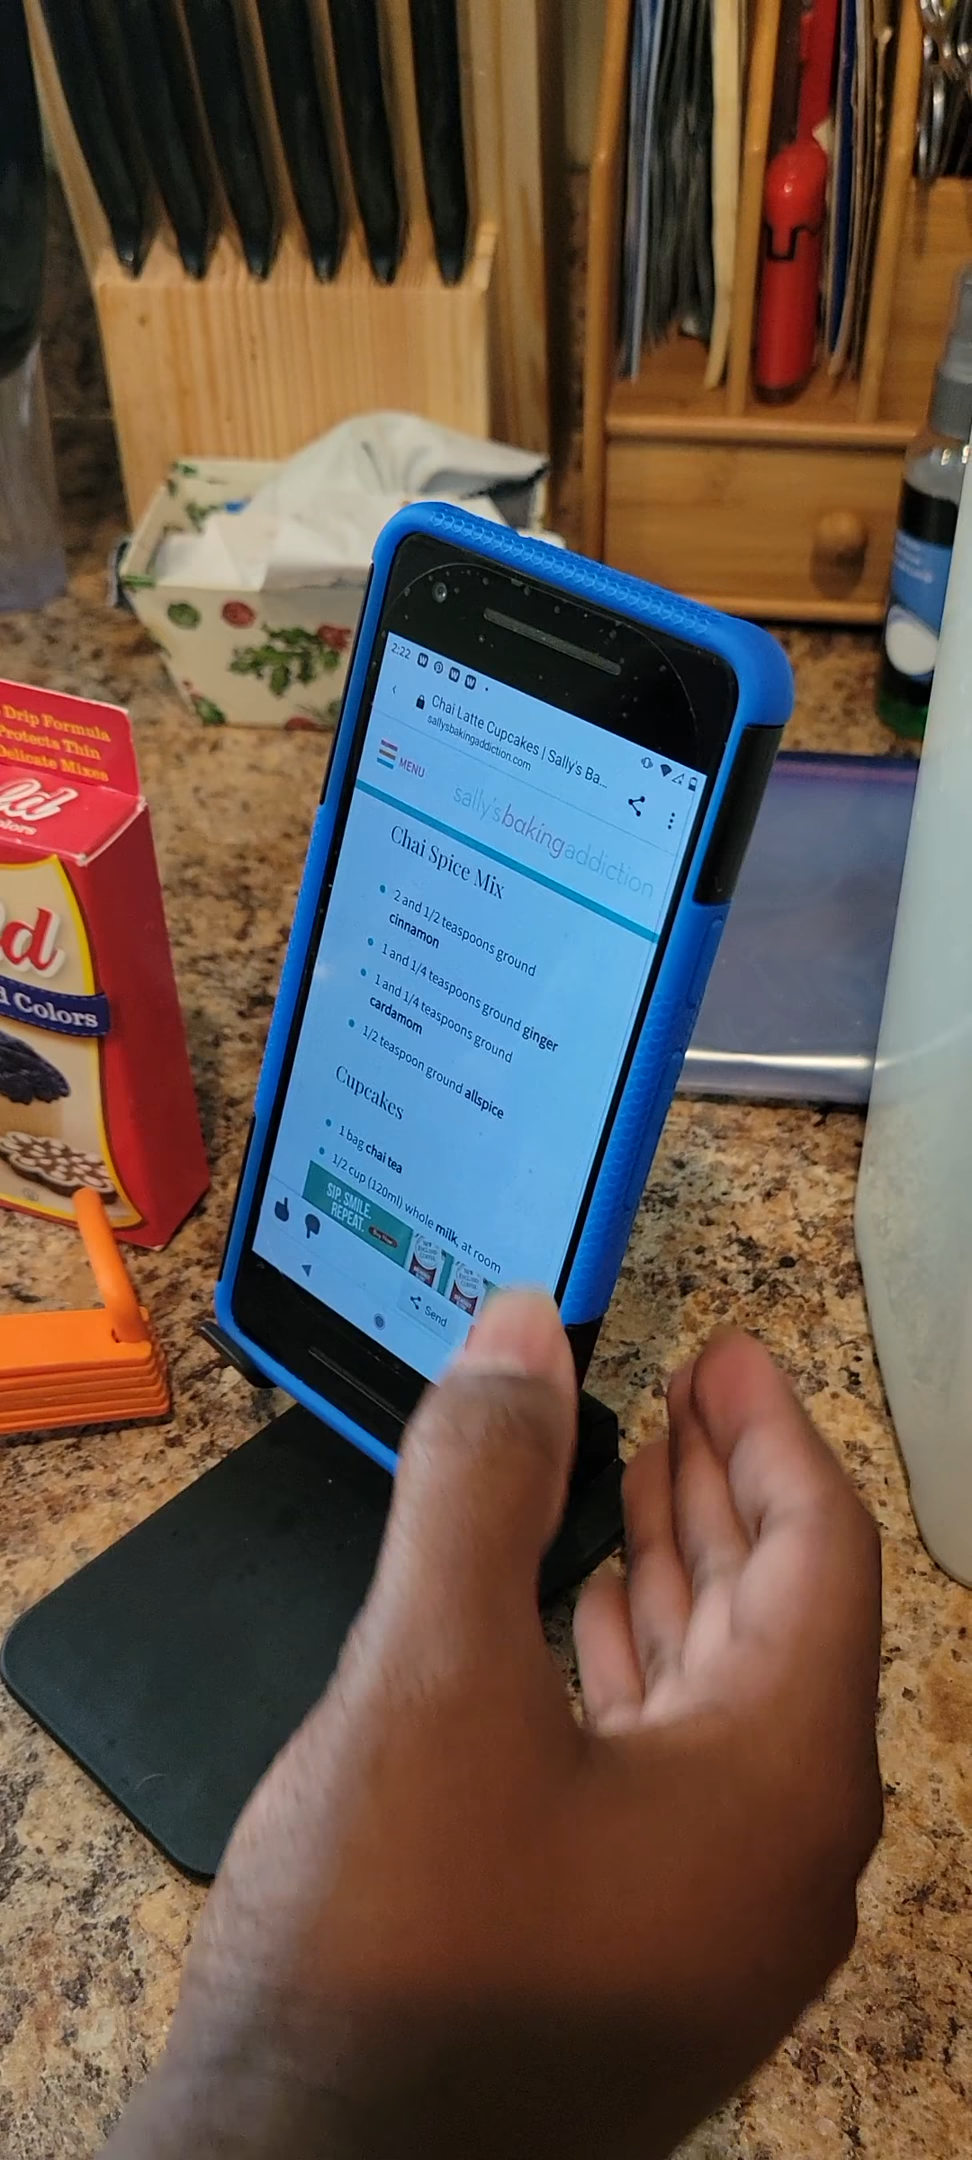 2:22
Chai Latte Cupcakes | Sally's Ba...
sallysbakingaddiction.com
MENU
sally's baking addiction
Chai Spice Mix
2 and 1/2 teaspoons ground
cinnamon
1 and 1/4 teaspoons ground ginger
1 and 1/4 teaspoons ground
cardamom
1/2 teaspoon ground allspice
Cupcakes
1 bag chai tea
1/2 cup (120ml) whole milk, at room
SIP. SMILE.
REPEAT.
Send
Drip Formula
Protects Thin
Delicate Mixes
ld
olors
ld
d Colors